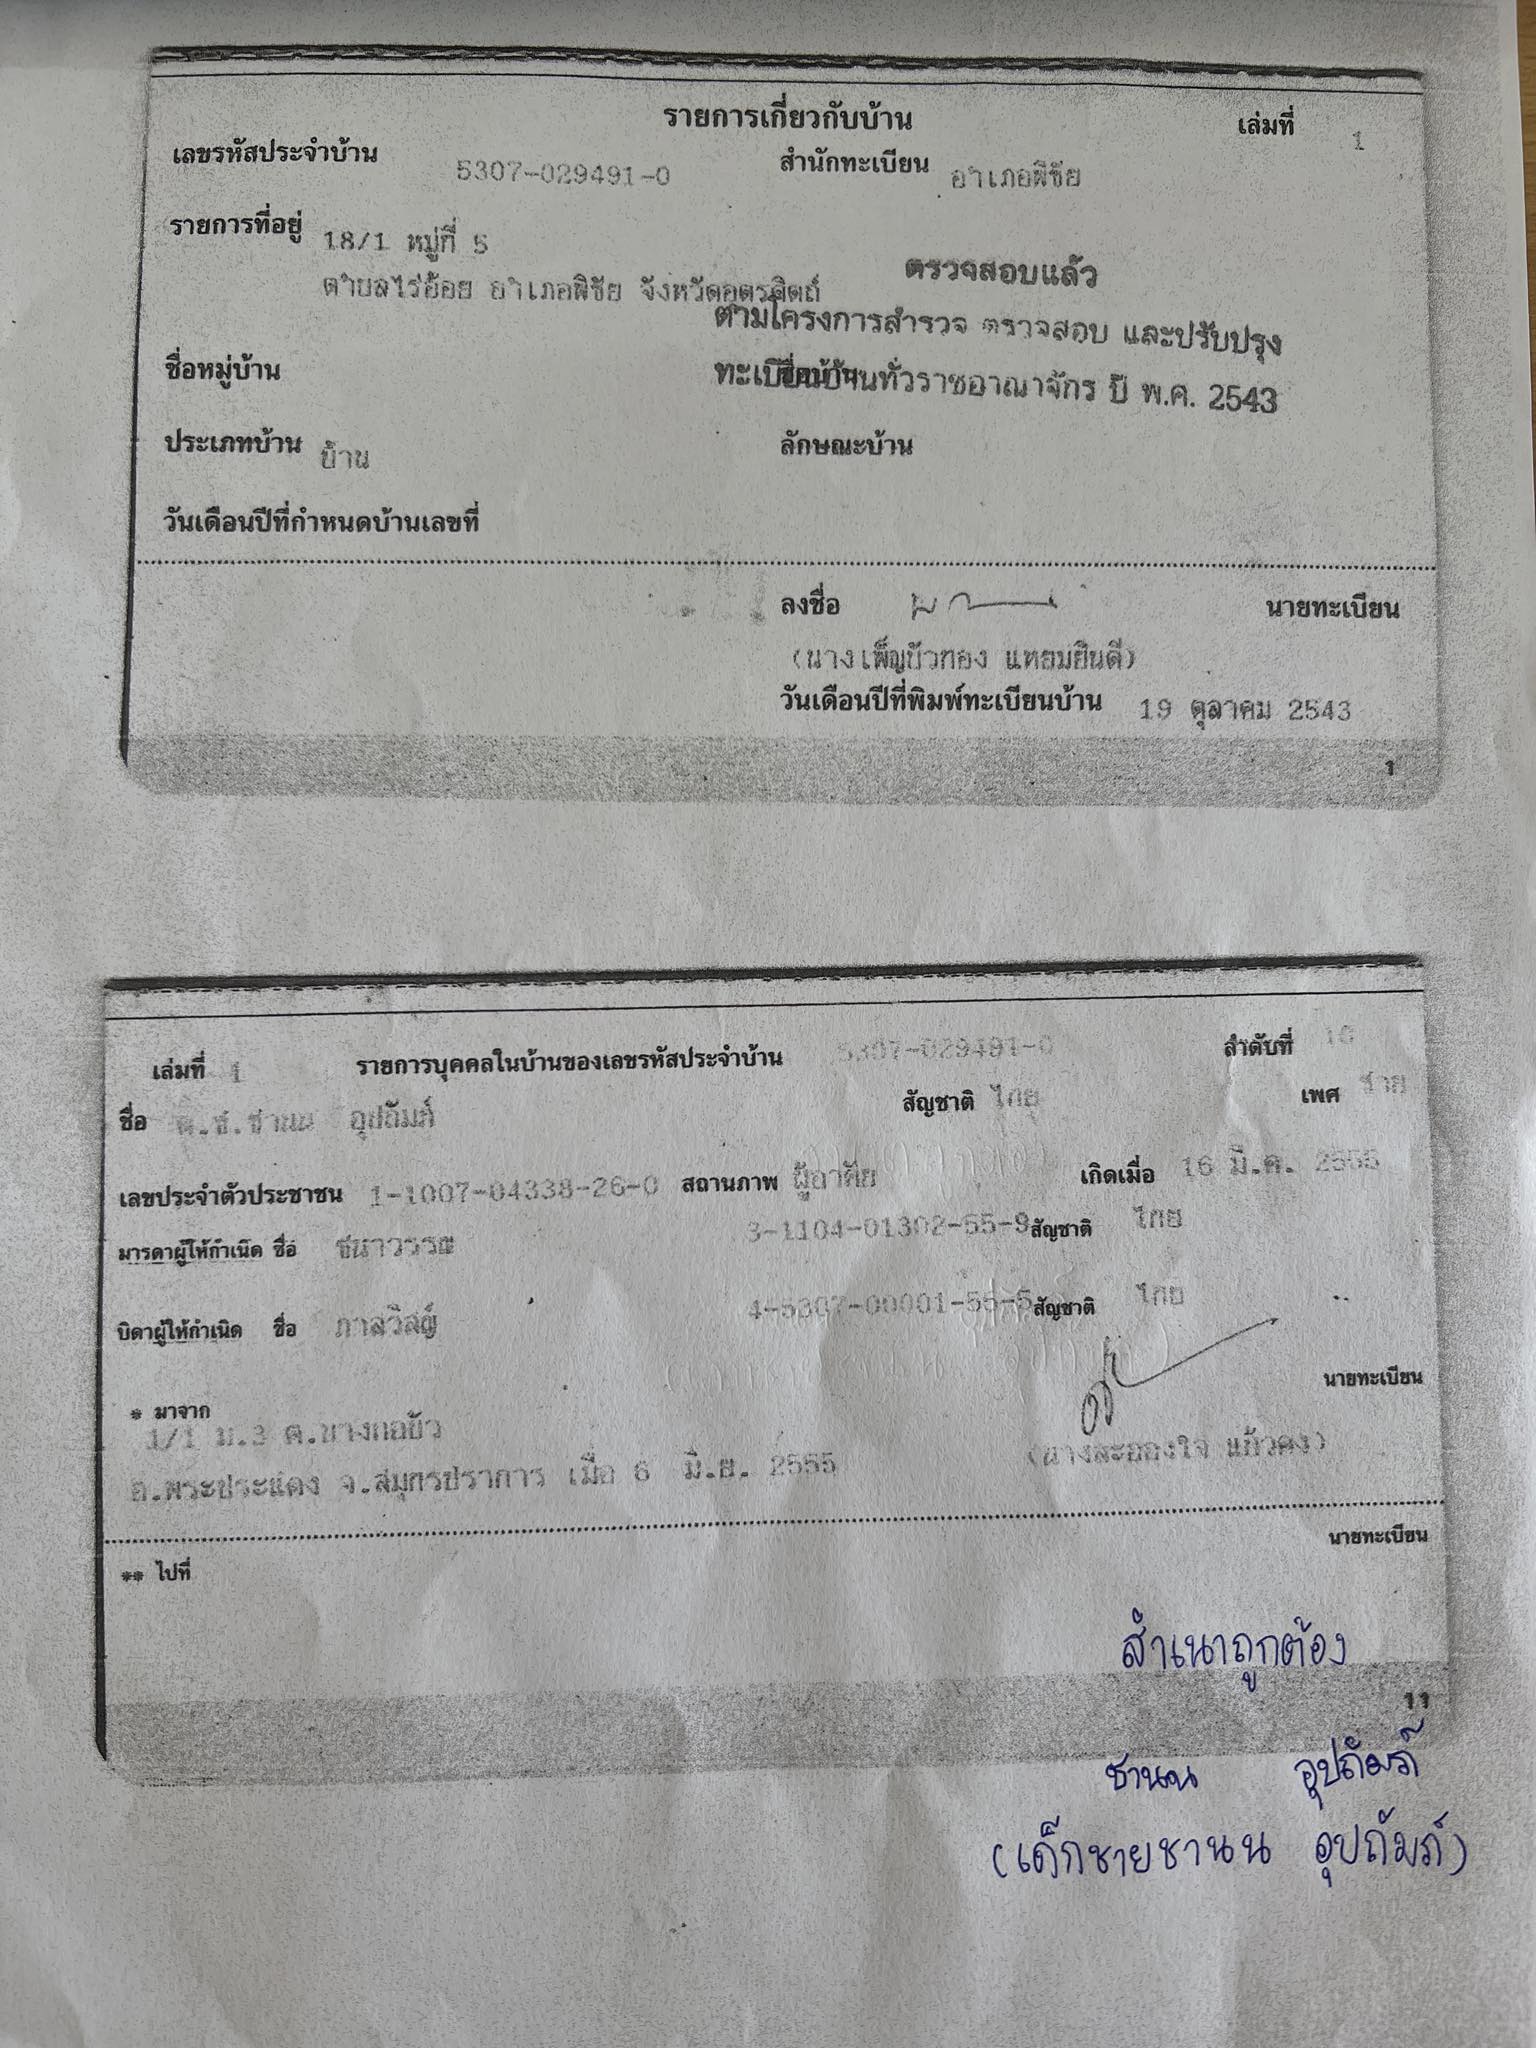 รายการเกี่ยวกับบ้าน เล่มที่ 1
เลขรหัสประจำบ้าน 5307-029491-0 สำนักทะเบียน อำเภอพิชัย
รายการที่อยู่ 18/1 หมู่ที่ 5
ตำบลไร่อ้อย อำเภอพิชัย จังหวัดอุตรดิตถ์
ตรวจสอบแล้ว
ตามโครงการสำรวจ ตรวจสอบ และปรับปรุง
ทะเบียนบ้านทั่วราชอาณาจักร ปี พ.ศ. 2543
ชื่อหมู่บ้าน ชื่อบ้าน
ประเภทบ้าน บ้าน ลักษณะบ้าน
วันเดือนปีที่กำหนดบ้านเลขที่
ลงชื่อ นายทะเบียน
(นางเพ็ญบัวทอง แหยมยินดี)
วันเดือนปีที่พิมพ์ทะเบียนบ้าน 19 ตุลาคม 2543
1
เล่มที่ 1 รายการบุคคลในบ้านของเลขรหัสประจำบ้าน 5307-029491-0 ลำดับที่
ชื่อ ด.ช.ชานน อุปถัมภ์ สัญชาติ ไทย เพศ ชาย
เลขประจำตัวประชาชน 1-1007-04338-26-0 สถานภาพ ผู้อาศัย เกิดเมื่อ 16 มี.ค. 2555
มารดาผู้ให้กำเนิด ชื่อ ชนาวรรณ 3-1104-01302-55-9 สัญชาติ ไทย
บิดาผู้ให้กำเนิด ชื่อ ภาสวิสญ์ 4-5307-00001-55-5 สัญชาติ ไทย
นายทะเบียน
* มาจาก
1/1 ม.3 ต.บางกอบัว
อ.พระประแดง จ.สมุทรปราการ เมื่อ 6 มิ.ย. 2555 (นางละอองใจ แก้วคง)
นายทะเบียน
** ไปที่
สำเนาถูกต้อง
11
ชานน อุปถัมภ์
(เด็กชายชานน อุปถัมภ์)